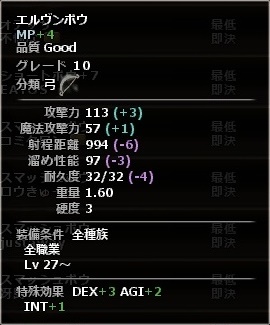 エルヴンボウ
MP+4
品質 Good
グレード 10
分類 弓
攻撃力 113 (+3)
魔法攻撃力 57 (+1)
射程距離 994 (-6)
溜め性能 97 (-3)
耐久度 32/32 (-4)
重量 1.60
硬度 3
装備条件 全種族
全職業
Lv 27～
特殊効果 DEX+3 AGI+2
INT+1
最低
即決
最低
即決
最低
即決
最低
即決
最低
即決